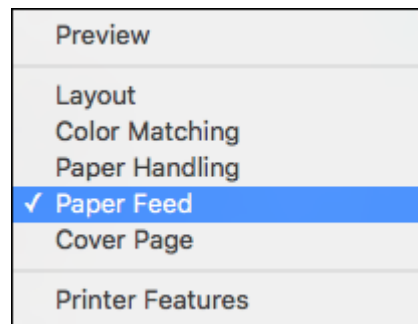 Preview
Layout
Color Matching
Paper Handling
✓ Paper Feed
Cover Page
Printer Features